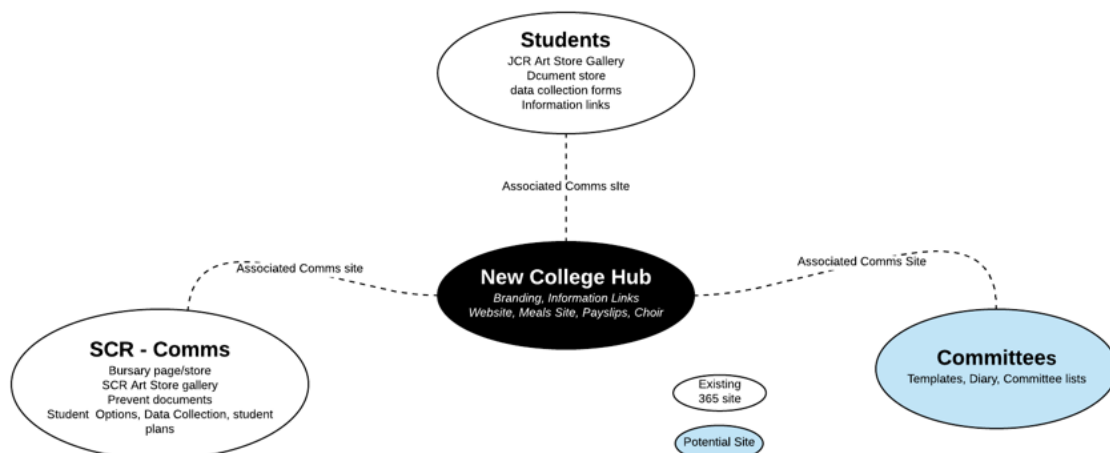 Students
JCR Art Store Gallery
Dcument store
data collection forms
Information links
Associated Comms site
New College Hub
Branding, Information Links
Website, Meals Site, Payslips, Choir
Associated Comms site
Associated Comms Site
SCR - Comms
Bursary page/store
SCR Art Store gallery
Prevent documents
Student Options, Data Collection, student
plans
Committees
Templates, Diary, Committee lists
Existing
365 site
Potential Site